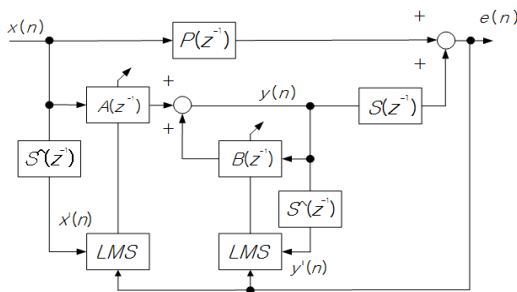 x(n)
P(z⁻¹)
+
e(n)
+
A(z⁻¹)
+
+
y(n)
S(z⁻¹)
S^(z⁻¹)
B(z⁻¹)
S^(z⁻¹)
x'(n)
LMS
LMS
y'(n)